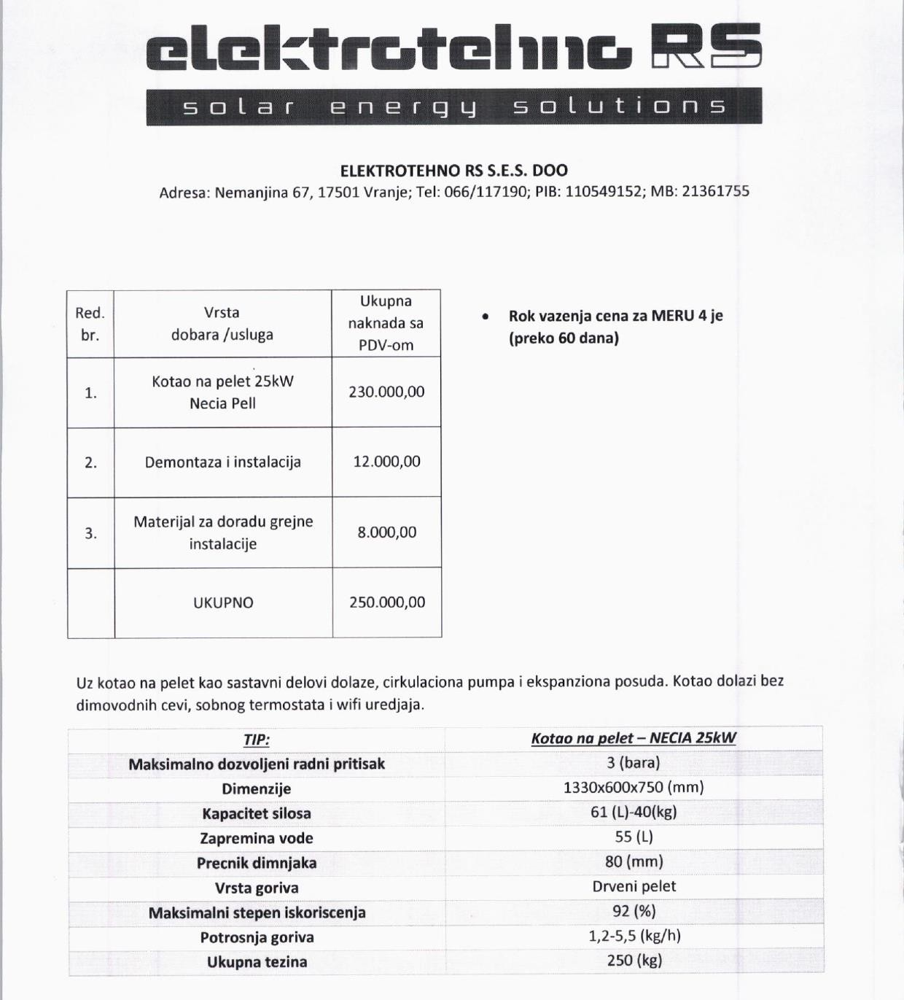 elektrotehno RS
solar energy solutions
ELEKTROTEHNO RS S.E.S. DOO
Adresa: Nemanjina 67, 17501 Vranje; Tel: 066/117190; PIB: 110549152; MB: 21361755
Red. br.
Vrsta dobara /usluga
Ukupna naknada sa PDV-om
1.
Kotao na pelet 25kW
Necia Pell
230.000,00
2.
Demontaza i instalacija
12.000,00
3.
Materijal za doradu grejne
instalacije
8.000,00
UKUPNO
250.000,00
• Rok vazenja cena za MERU 4 je
(preko 60 dana)
Uz kotao na pelet kao sastavni delovi dolaze, cirkulaciona pumpa i ekspanziona posuda. Kotao dolazi bez
dimovodnih cevi, sobnog termostata i wifi uredjaja.
TIP: Kotao na pelet – NECIA 25kW
Maksimalno dozvoljeni radni pritisak 3 (bara)
Dimenzije 1330x600x750 (mm)
Kapacitet silosa 61 (L)-40(kg)
Zapremina vode 55 (L)
Precnik dimnjaka 80 (mm)
Vrsta goriva Drveni pelet
Maksimalni stepen iskoriscenja 92 (%)
Potrosnja goriva 1,2-5,5 (kg/h)
Ukupna tezina 250 (kg)